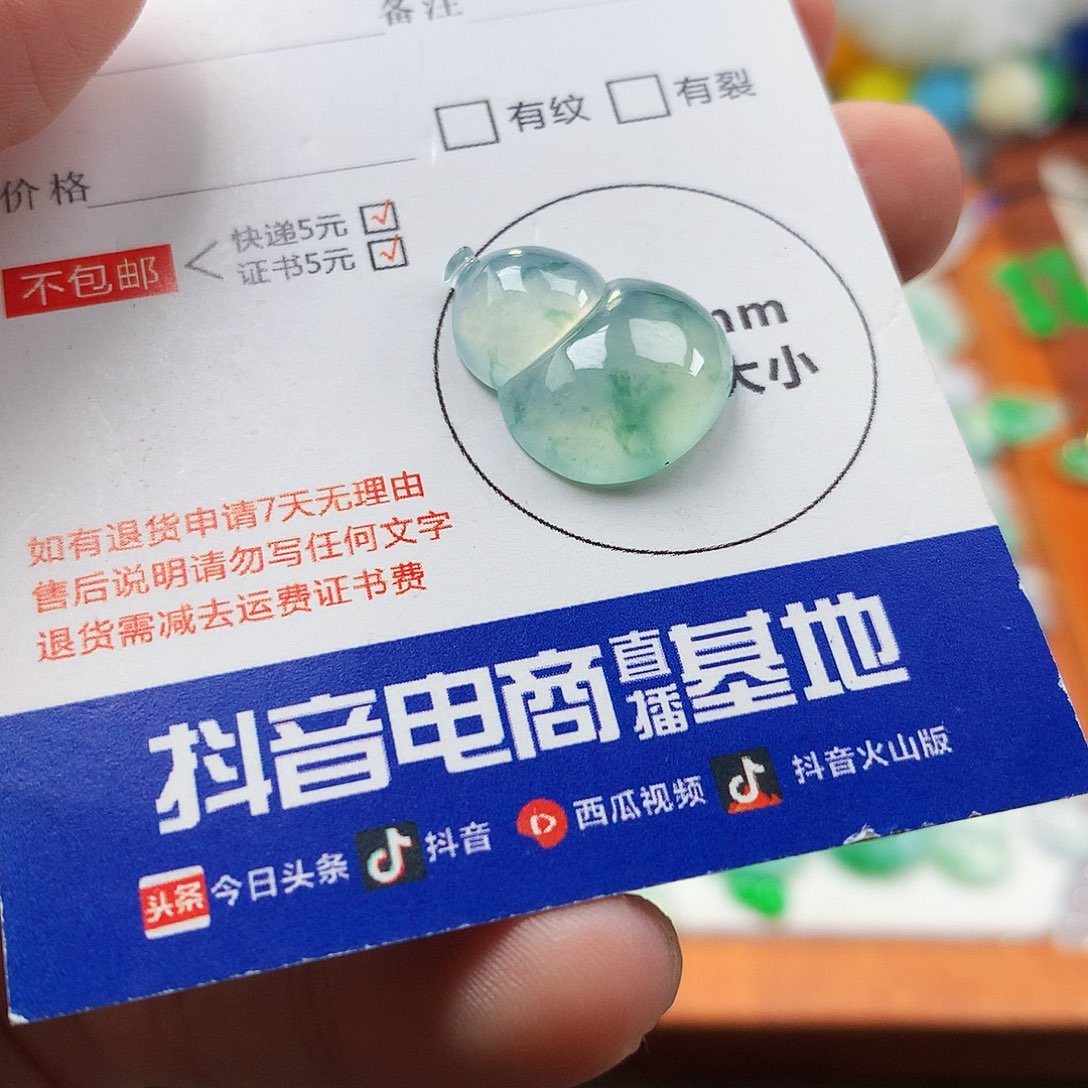 备注
□ 有纹 □ 有裂
价格
不包邮
快递5元 ☑
证书5元 ☑
mm
大小
如有退货申请7天无理由
售后说明请勿写任何文字
退货需减去运费证书费
抖音电商直播基地
头条 今日头条 抖音 西瓜视频 抖音火山版